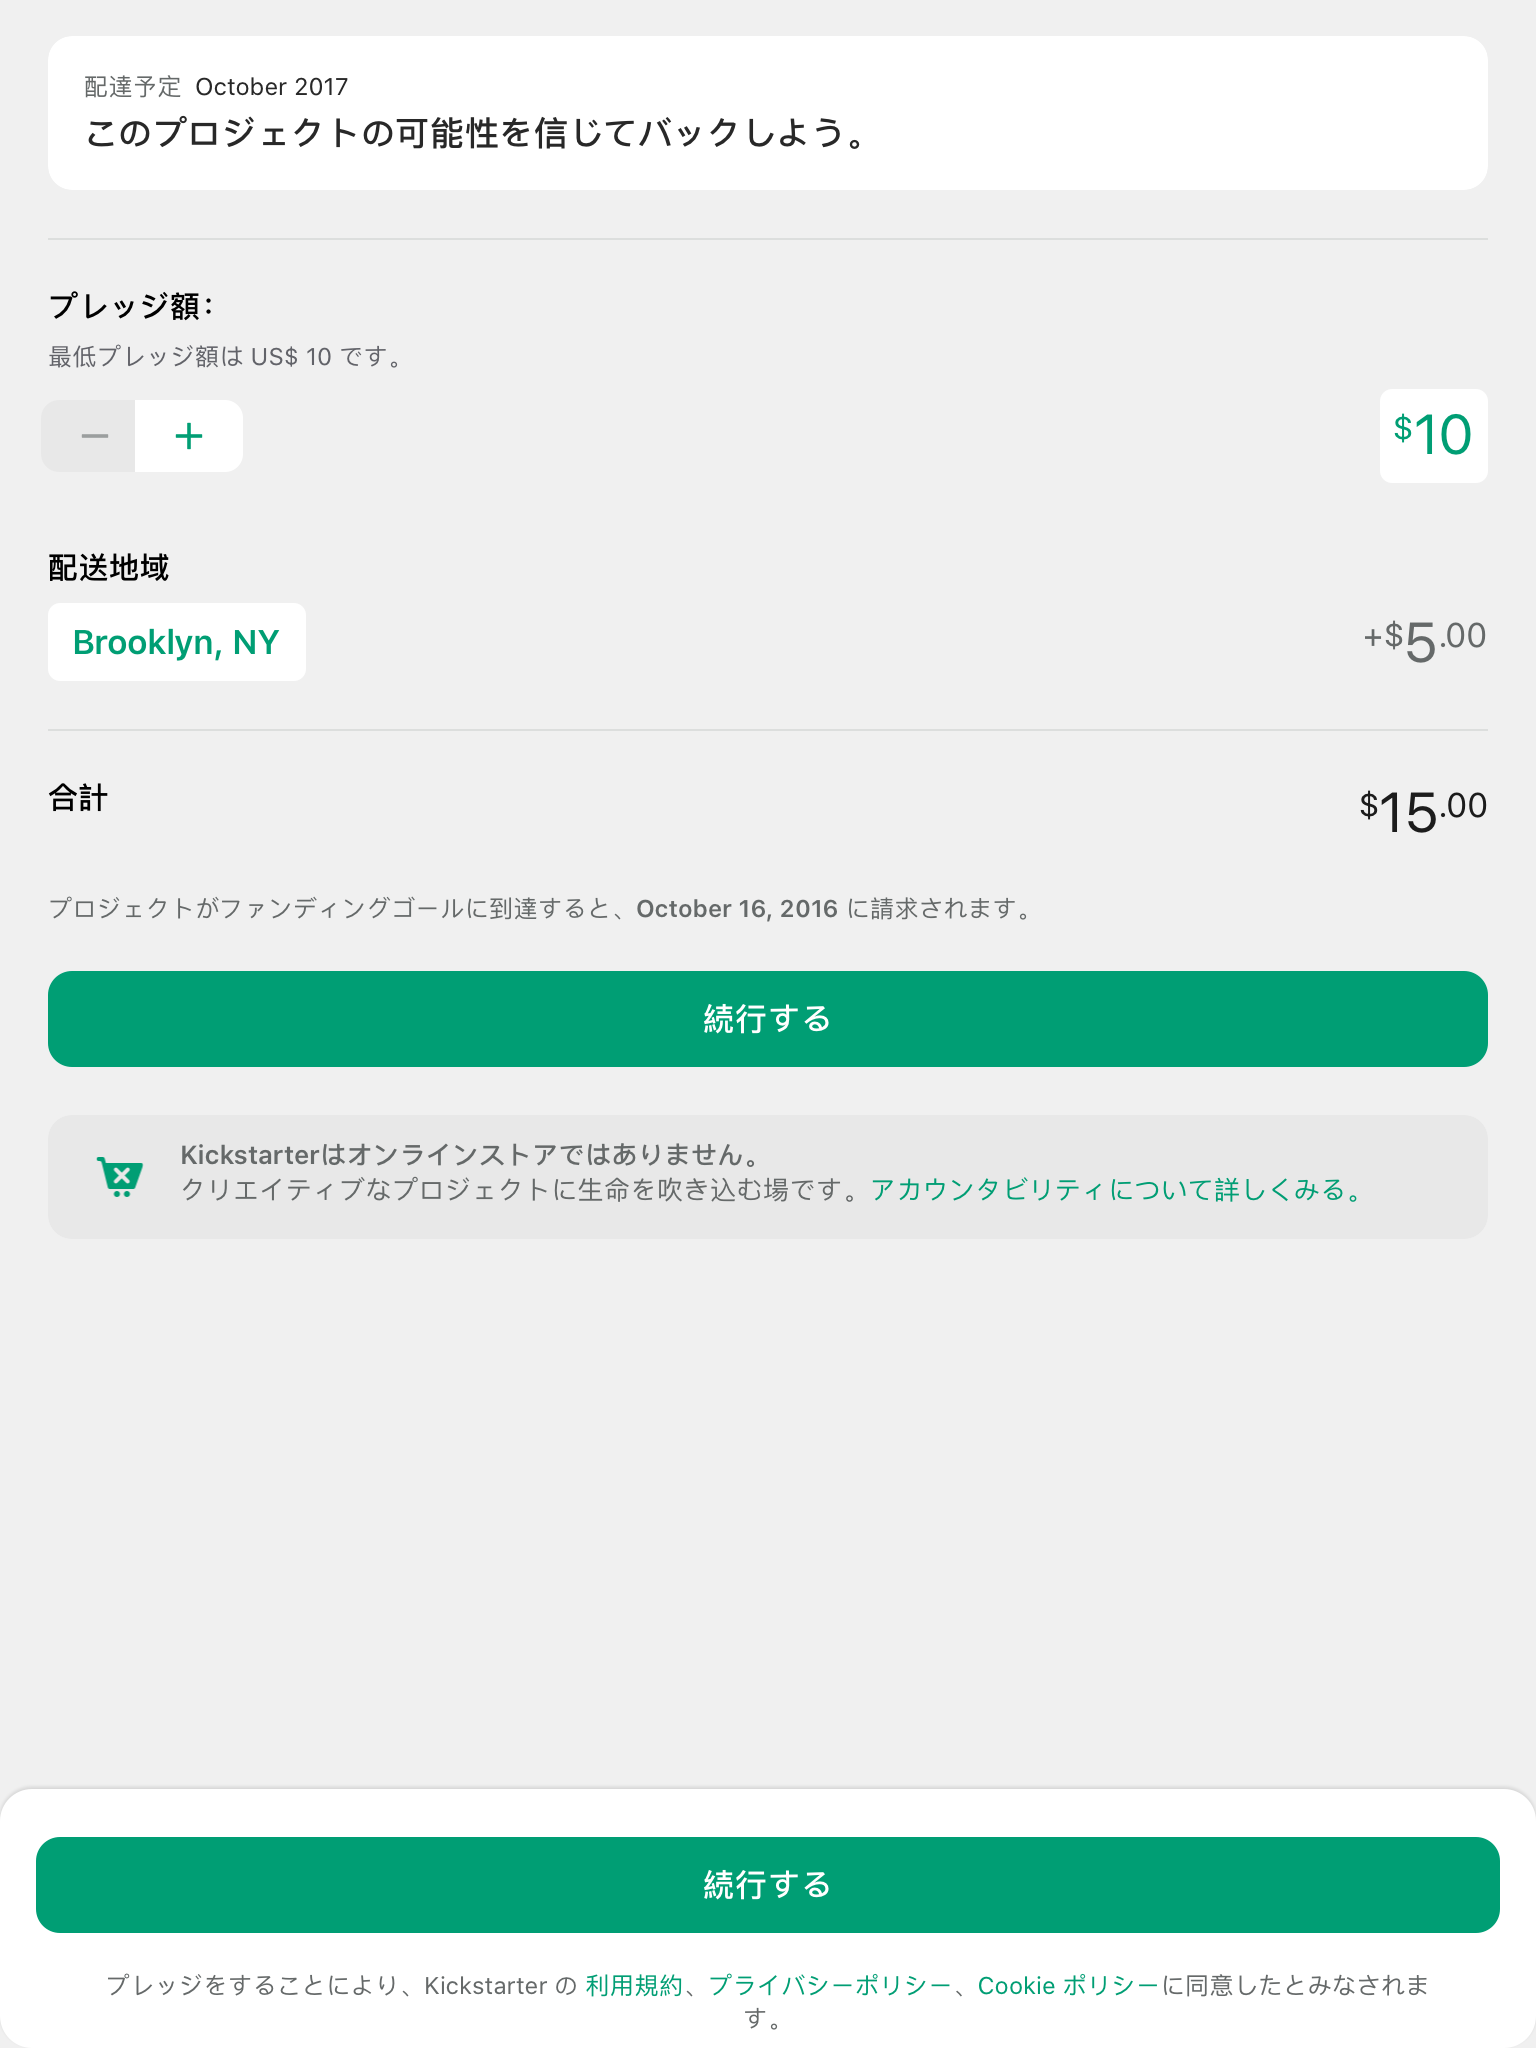 配達予定 October 2017
このプロジェクトの可能性を信じてバックしよう。
プレッジ額：
最低プレッジ額は US$ 10 です。
− +
$10
配送地域
Brooklyn, NY
+$5.00
合計
$15.00
プロジェクトがファンディングゴールに到達すると、October 16, 2016 に請求されます。
続行する
Kickstarterはオンラインストアではありません。
クリエイティブなプロジェクトに生命を吹き込む場です。アカウンタビリティについて詳しくみる。
続行する
プレッジをすることにより、Kickstarter の 利用規約、プライバシーポリシー、Cookie ポリシーに同意したとみなされま
す。